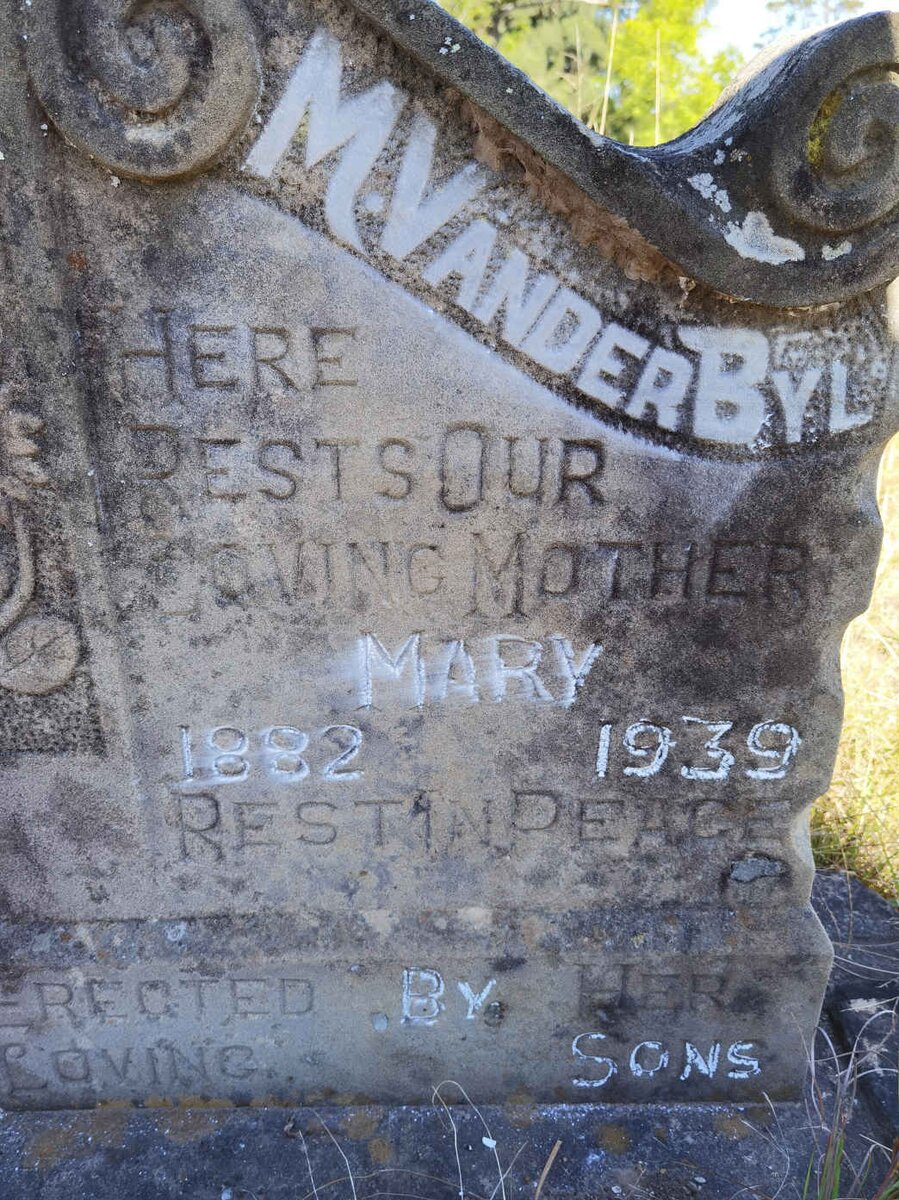 M. VANDERBYL
HERE
RESTS OUR
LOVING MOTHER
MARY
1882 1939
REST IN PEACE
ERECTED BY HER
LOVING SONS